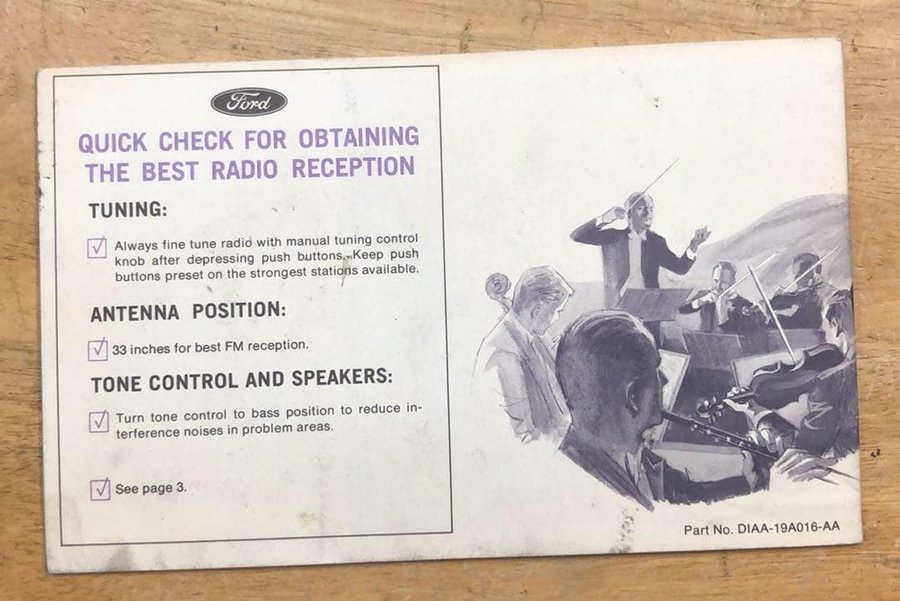 Ford
QUICK CHECK FOR OBTAINING
THE BEST RADIO RECEPTION
TUNING:
Always fine tune radio with manual tuning control
knob after depressing push buttons. Keep push
buttons preset on the strongest stations available.
ANTENNA POSITION:
33 inches for best FM reception.
TONE CONTROL AND SPEAKERS:
Turn tone control to bass position to reduce in-
terference noises in problem areas.
See page 3.
Part No. DIAA-19A016-AA